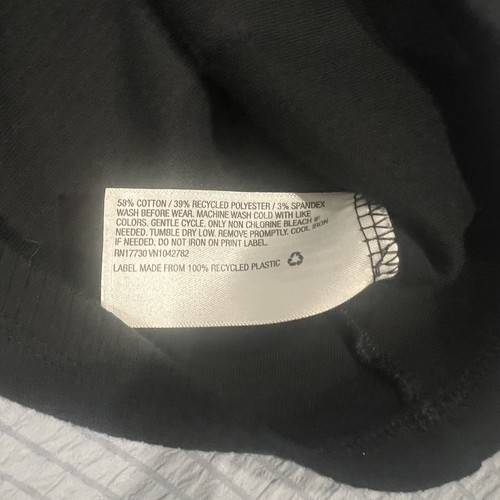 58% COTTON / 39% RECYCLED POLYESTER / 3% SPANDEX
WASH BEFORE WEAR. MACHINE WASH COLD WITH LIKE
COLORS. GENTLE CYCLE. ONLY NON CHLORINE BLEACH IF
NEEDED. TUMBLE DRY LOW. REMOVE PROMPTLY. COOL IRON
IF NEEDED. DO NOT IRON ON PRINT LABEL.
RN17730 VN1042782
LABEL MADE FROM 100% RECYCLED PLASTIC